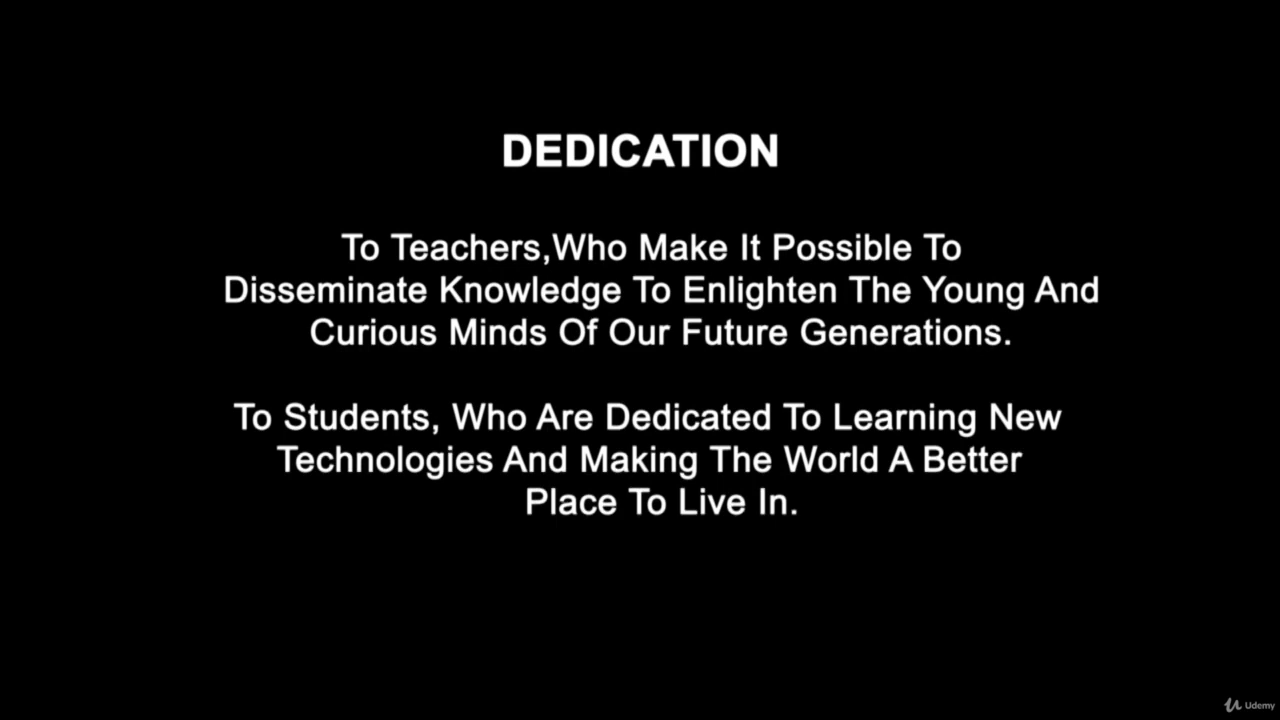 DEDICATION
To Teachers,Who Make It Possible To
Disseminate Knowledge To Enlighten The Young And
Curious Minds Of Our Future Generations.
To Students, Who Are Dedicated To Learning New
Technologies And Making The World A Better
Place To Live In.
Udemy